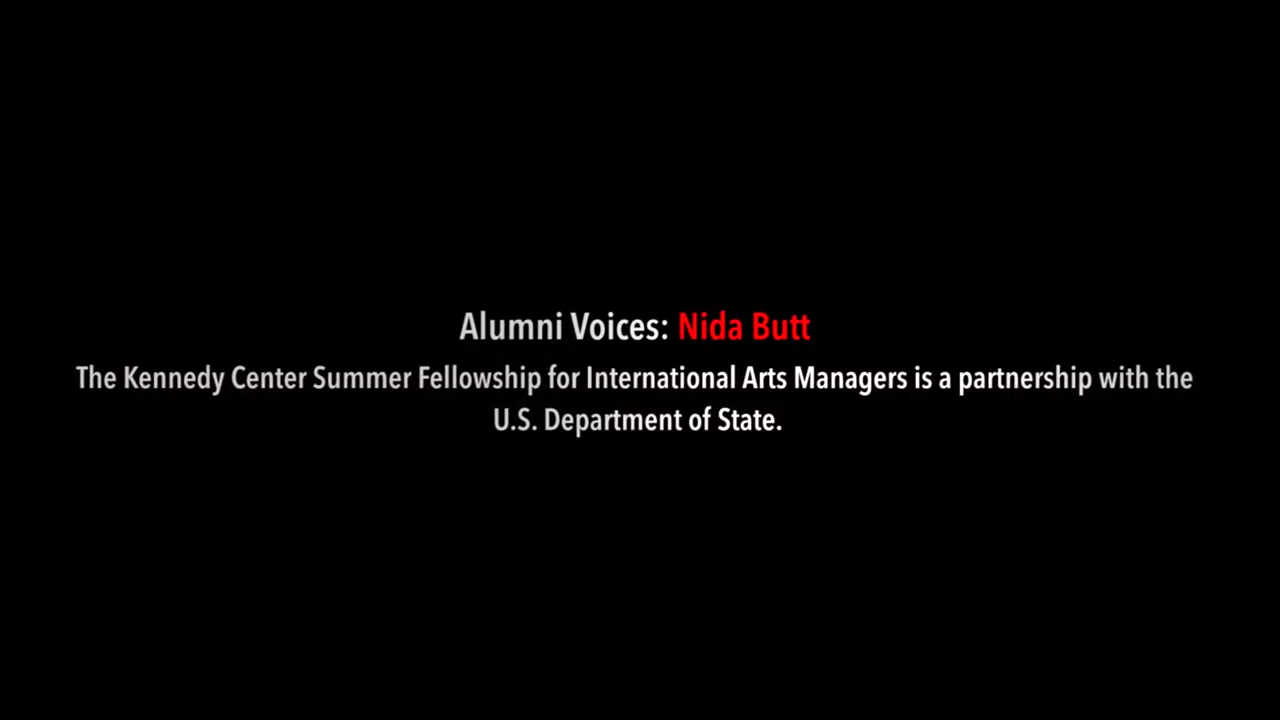 Alumni Voices: Nida Butt
The Kennedy Center Summer Fellowship for International Arts Managers is a partnership with the
U.S. Department of State.